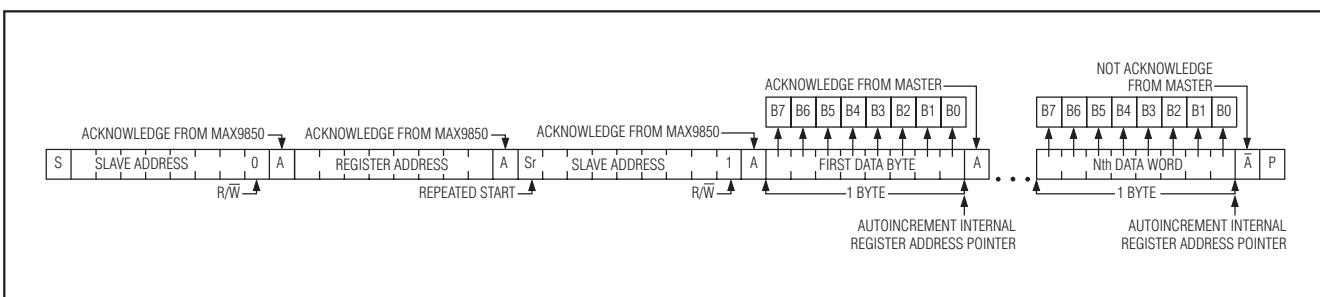 ACKNOWLEDGE FROM MASTER
NOT ACKNOWLEDGE
FROM MASTER
B7 B6 B5 B4 B3 B2 B1 B0
B7 B6 B5 B4 B3 B2 B1 B0
ACKNOWLEDGE FROM MAX9850
ACKNOWLEDGE FROM MAX9850
ACKNOWLEDGE FROM MAX9850
S SLAVE ADDRESS 0 A REGISTER ADDRESS A Sr SLAVE ADDRESS 1 A FIRST DATA BYTE A ... Nth DATA WORD A̅ P
R/W̅
REPEATED START
R/W̅
1 BYTE
1 BYTE
AUTOINCREMENT INTERNAL
REGISTER ADDRESS POINTER
AUTOINCREMENT INTERNAL
REGISTER ADDRESS POINTER